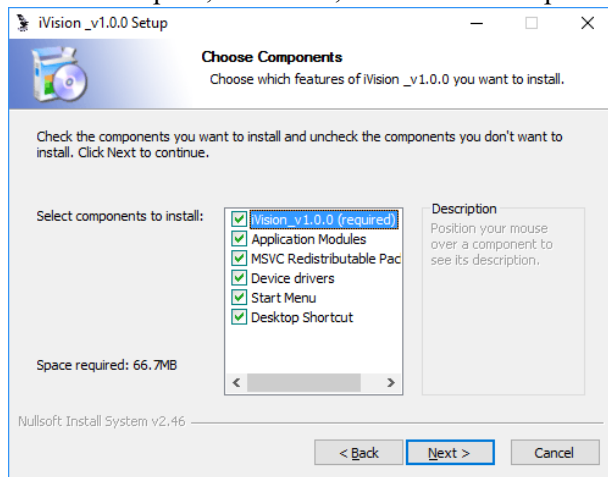 iVision _v1.0.0 Setup
Choose Components
Choose which features of iVision _v1.0.0 you want to install.
Check the components you want to install and uncheck the components you don't want to
install. Click Next to continue.
Select components to install:
iVision_v1.0.0 (required)
Application Modules
MSVC Redistributable Pac
Device drivers
Start Menu
Desktop Shortcut
Description
Position your mouse
over a component to
see its description.
Space required: 66.7MB
Nullsoft Install System v2.46
< Back
Next >
Cancel